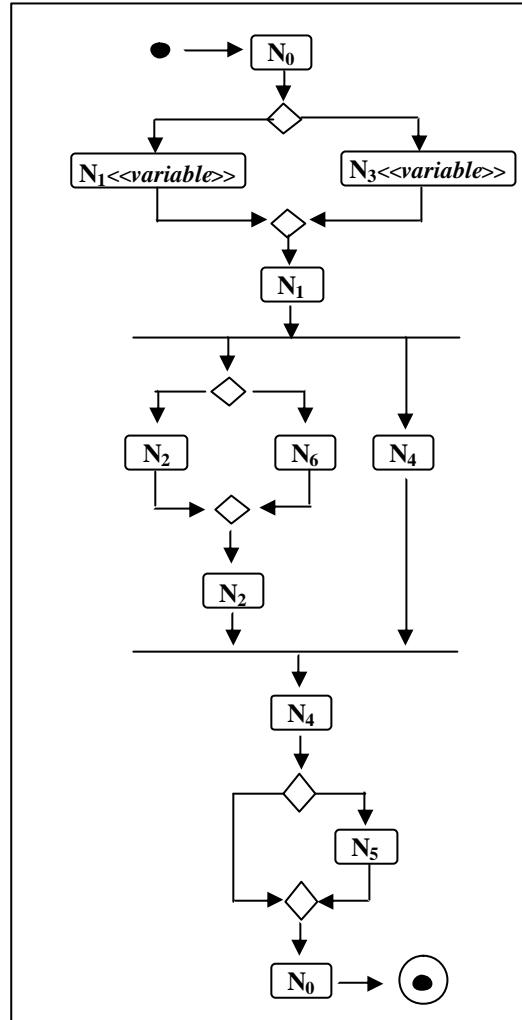 N₀
N₁<<variable>> N₃<<variable>>
N₁
N₂ N₆ N₄
N₂
N₄
N₅
N₀